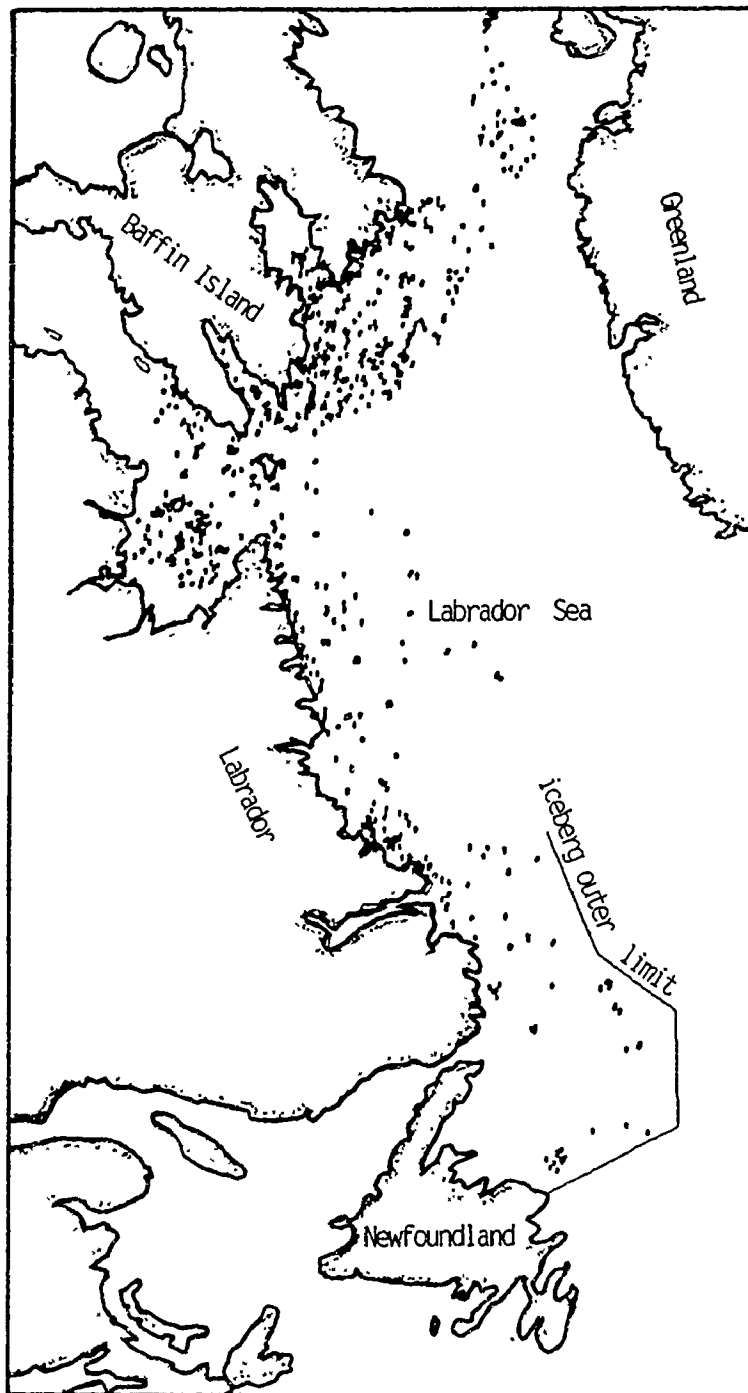 Baffin Island
Greenland
Labrador Sea
Labrador
iceberg outer limit
Newfoundland